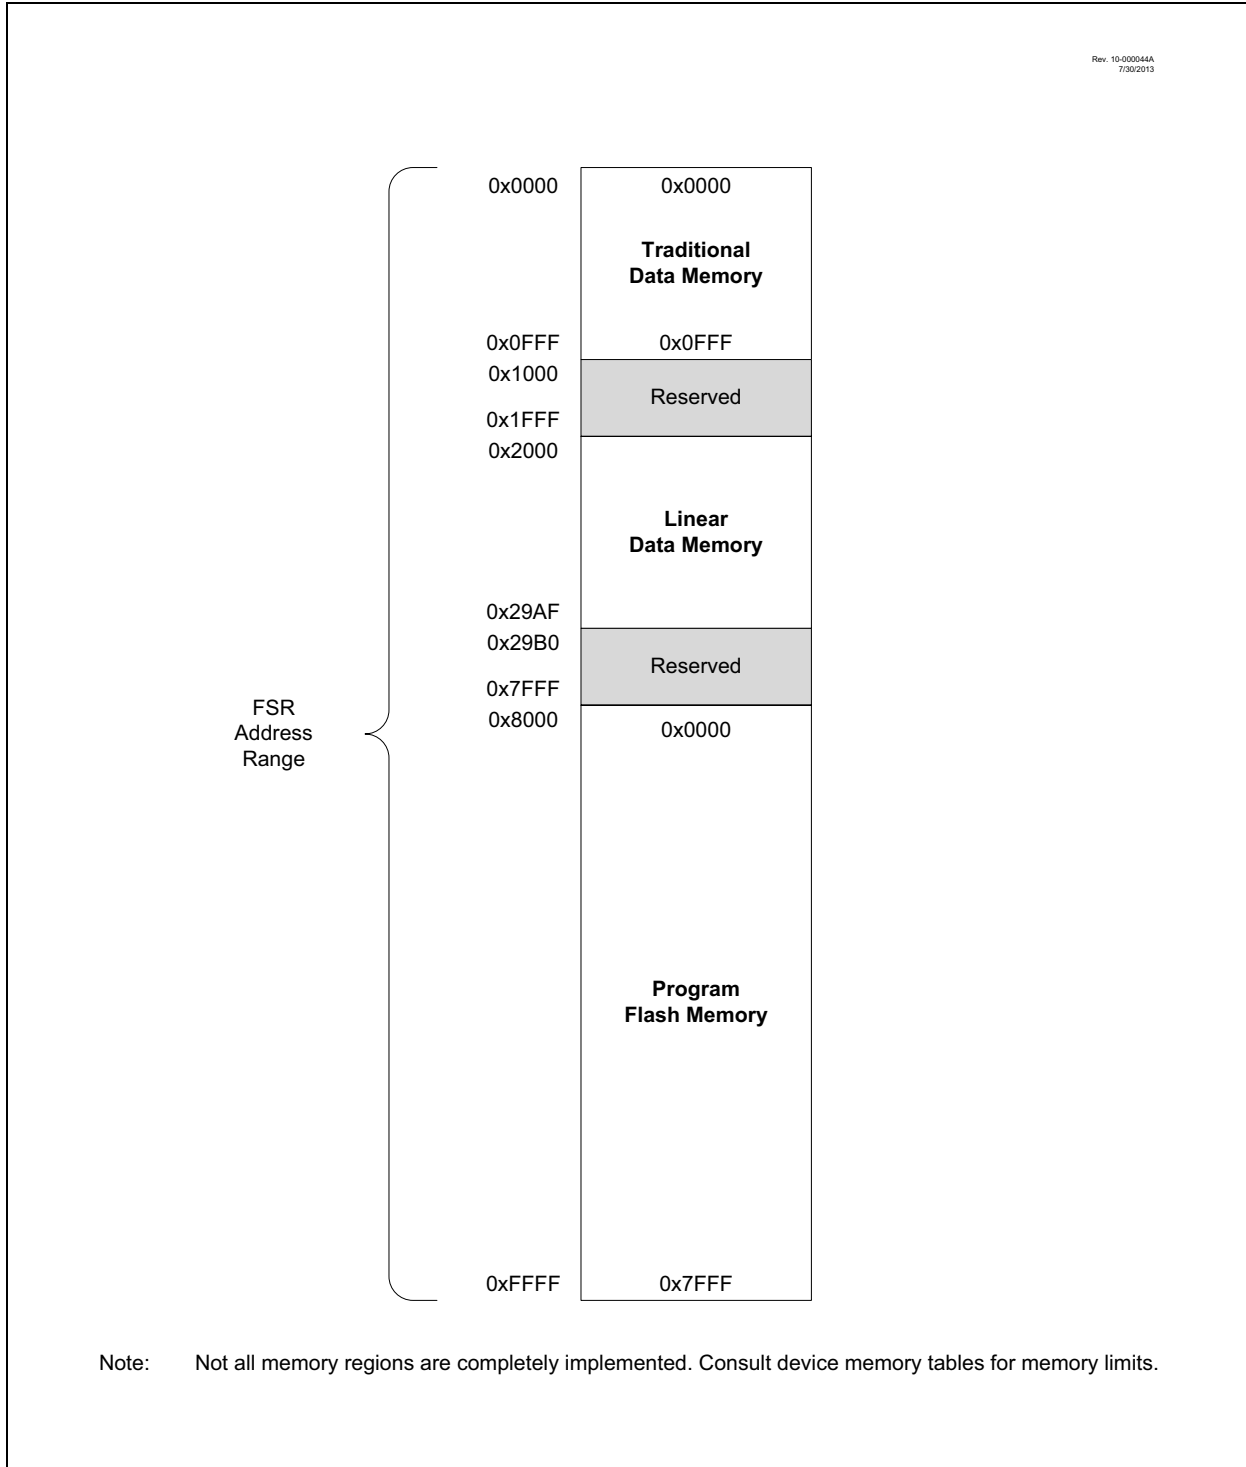 Rev. 10-000044A
7/30/2013
0x0000 0x0000
Traditional
Data Memory
0x0FFF 0x0FFF
0x1000
Reserved
0x1FFF
0x2000
Linear
Data Memory
0x29AF
0x29B0
Reserved
0x7FFF
0x8000 0x0000
FSR
Address
Range
Program
Flash Memory
0xFFFF 0x7FFF
Note: Not all memory regions are completely implemented. Consult device memory tables for memory limits.